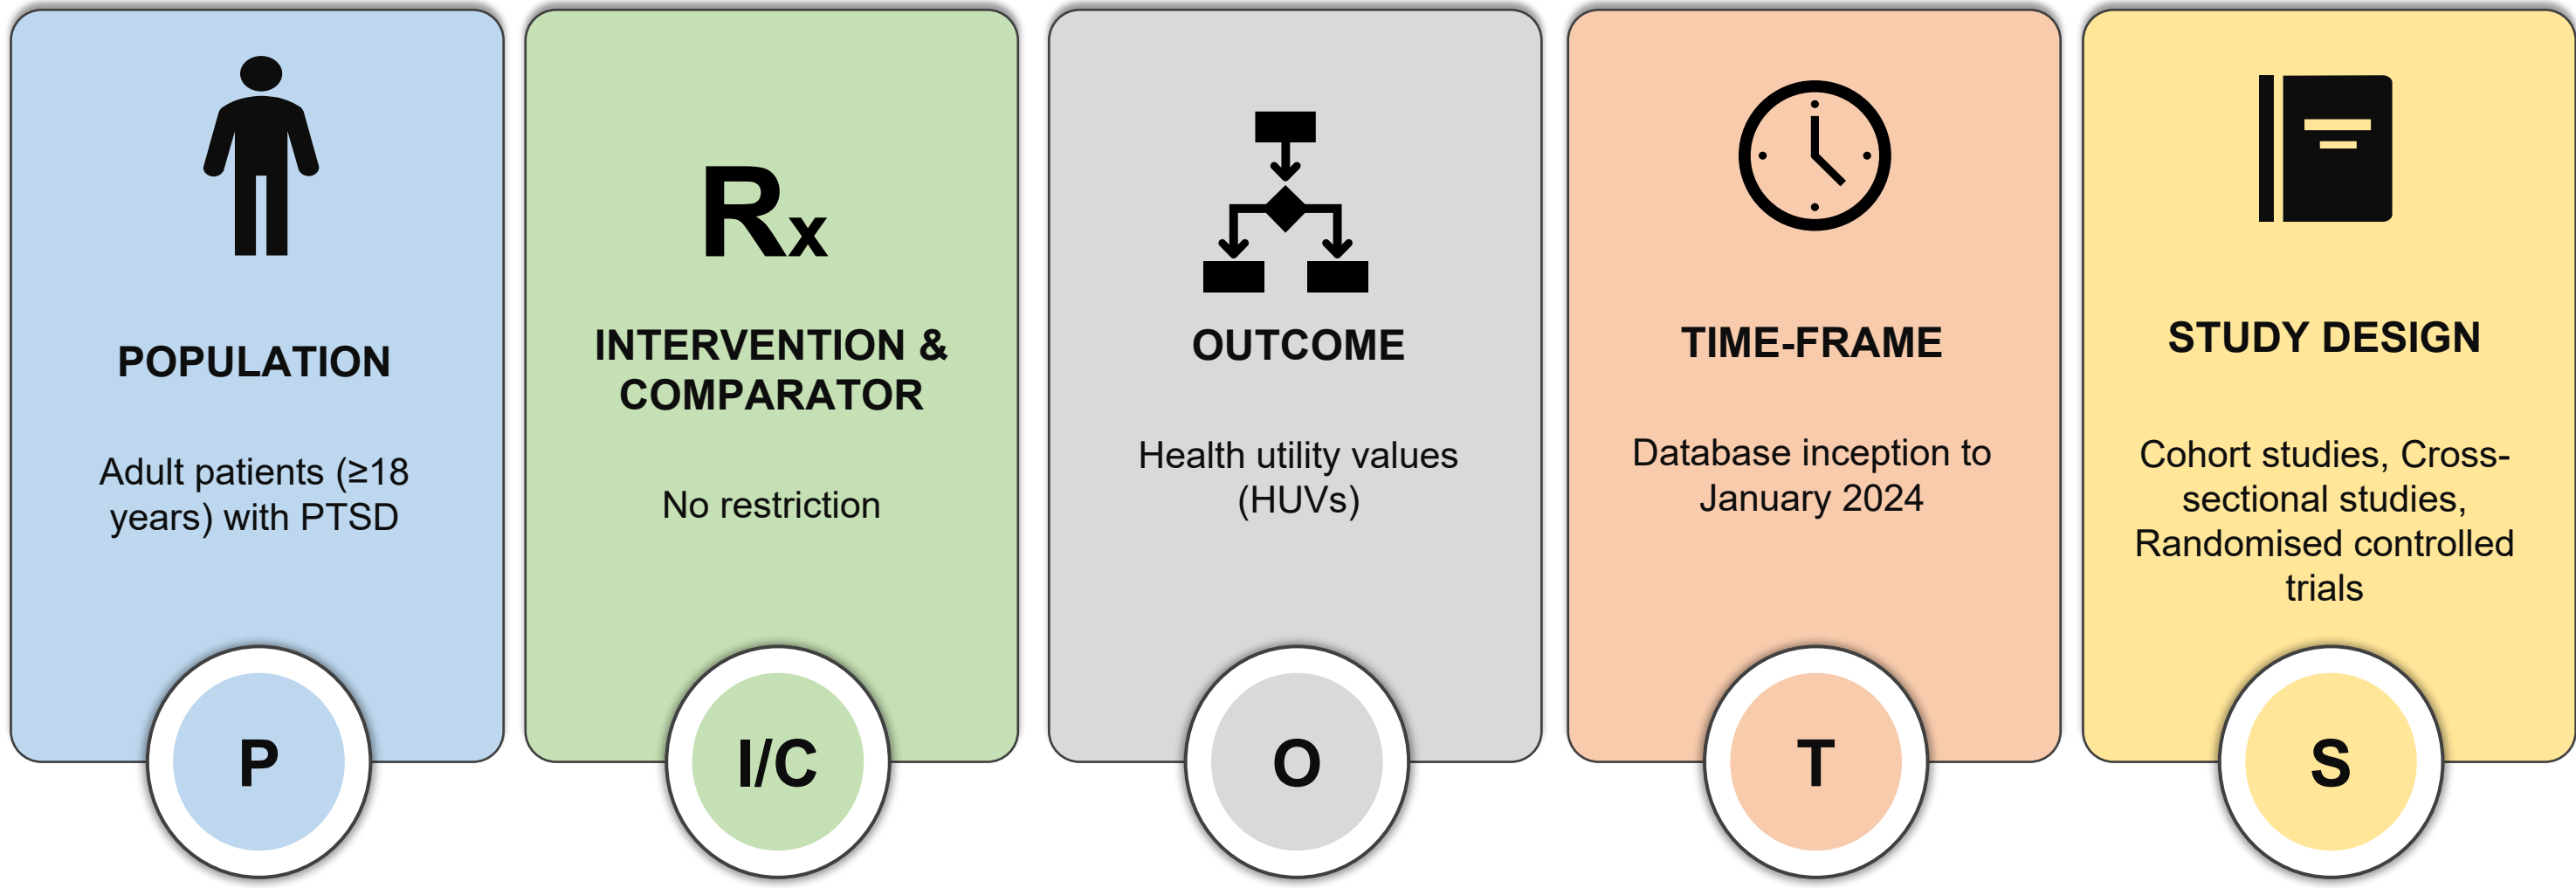 POPULATION
Adult patients (≥18
years) with PTSD
P
Rx
INTERVENTION &
COMPARATOR
No restriction
I/C
OUTCOME
Health utility values
(HUVs)
O
TIME-FRAME
Database inception to
January 2024
T
STUDY DESIGN
Cohort studies, Cross-
sectional studies,
Randomised controlled
trials
S